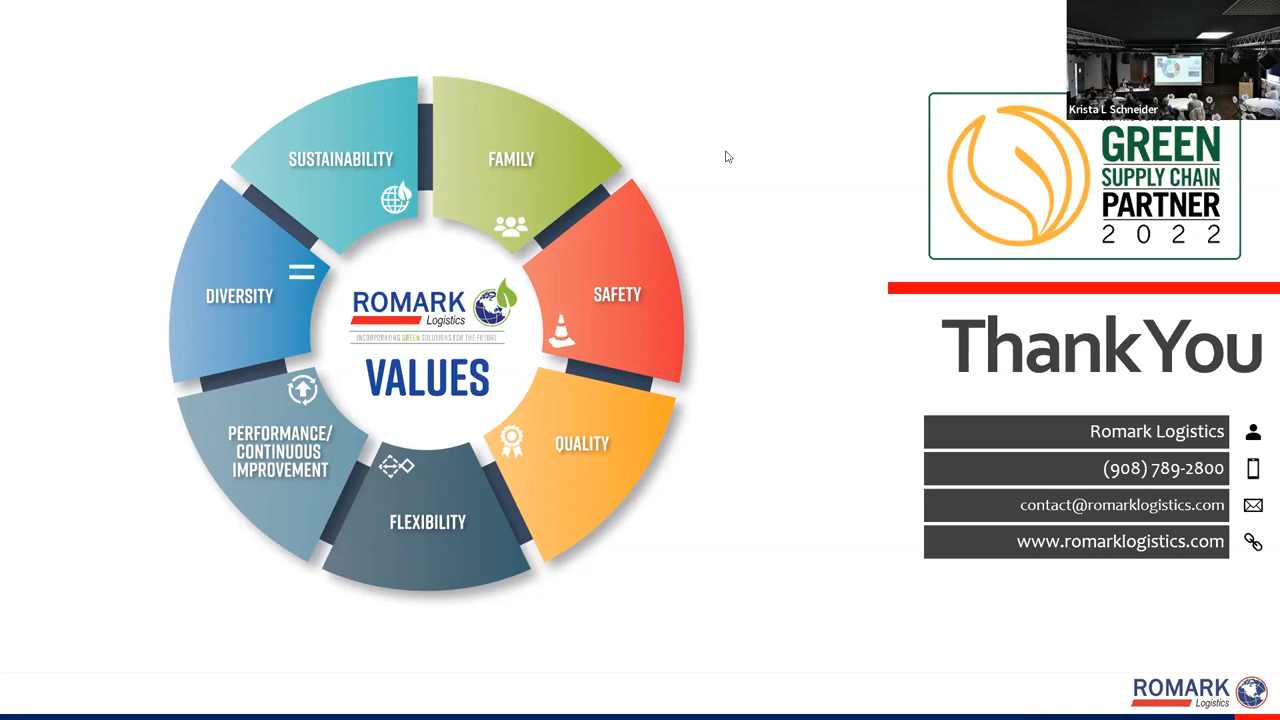 Krista L Schneider
GREEN
SUPPLY CHAIN
PARTNER
2022
SUSTAINABILITY
FAMILY
DIVERSITY
SAFETY
ROMARK
Logistics
INCORPORATING GREEN SOLUTIONS FOR THE FUTURE
VALUES
PERFORMANCE/
CONTINUOUS
IMPROVEMENT
QUALITY
FLEXIBILITY
Thank You
Romark Logistics
(908) 789-2800
contact@romarklogistics.com
www.romarklogistics.com
ROMARK
Logistics